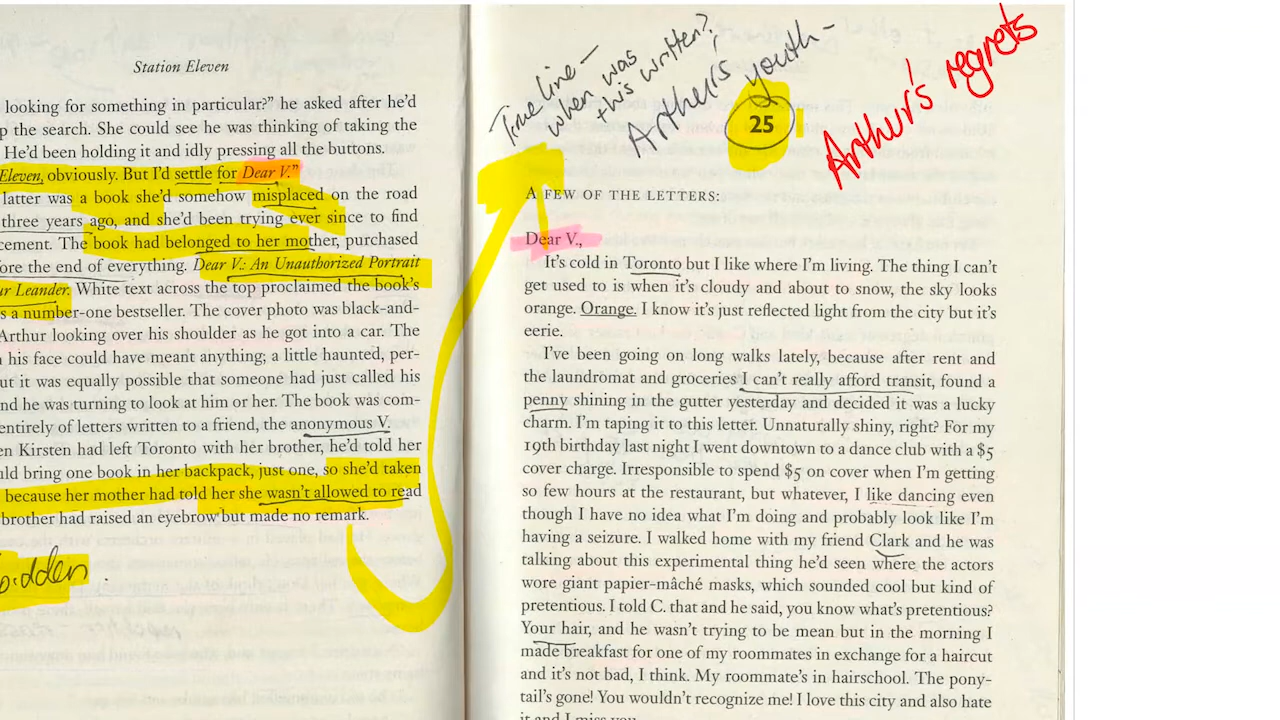 Station Eleven
looking for something in particular?” he asked after he’d
p the search. She could see he was thinking of taking the
He’d been holding it and idly pressing all the buttons.
Eleven, obviously. But I’d settle for Dear V.”
latter was a book she’d somehow misplaced on the road
three years ago, and she’d been trying ever since to find
cement. The book had belonged to her mother, purchased
ore the end of everything. Dear V.: An Unauthorized Portrait
ur Leander. White text across the top proclaimed the book’s
s a number-one bestseller. The cover photo was black-and-
Arthur looking over his shoulder as he got into a car. The
his face could have meant anything; a little haunted, per-
ut it was equally possible that someone had just called his
nd he was turning to look at him or her. The book was com-
entirely of letters written to a friend, the anonymous V.
en Kirsten had left Toronto with her brother, he’d told her
uld bring one book in her backpack, just one, so she’d taken
because her mother had told her she wasn’t allowed to read
brother had raised an eyebrow but made no remark.
bidden
Timeline –
when was
this written?
Arthur's youth –
Arthur's regrets
25
A FEW OF THE LETTERS:
Dear V.,
It’s cold in Toronto but I like where I’m living. The thing I can’t
get used to is when it’s cloudy and about to snow, the sky looks
orange. Orange. I know it’s just reflected light from the city but it’s
eerie.
I’ve been going on long walks lately, because after rent and
the laundromat and groceries I can’t really afford transit, found a
penny shining in the gutter yesterday and decided it was a lucky
charm. I’m taping it to this letter. Unnaturally shiny, right? For my
19th birthday last night I went downtown to a dance club with a $5
cover charge. Irresponsible to spend $5 on cover when I’m getting
so few hours at the restaurant, but whatever, I like dancing even
though I have no idea what I’m doing and probably look like I’m
having a seizure. I walked home with my friend Clark and he was
talking about this experimental thing he’d seen where the actors
wore giant papier-mâché masks, which sounded cool but kind of
pretentious. I told C. that and he said, you know what’s pretentious?
Your hair, and he wasn’t trying to be mean but in the morning I
made breakfast for one of my roommates in exchange for a haircut
and it’s not bad, I think. My roommate’s in hairschool. The pony-
tail’s gone! You wouldn’t recognize me! I love this city and also hate
it and I miss you.